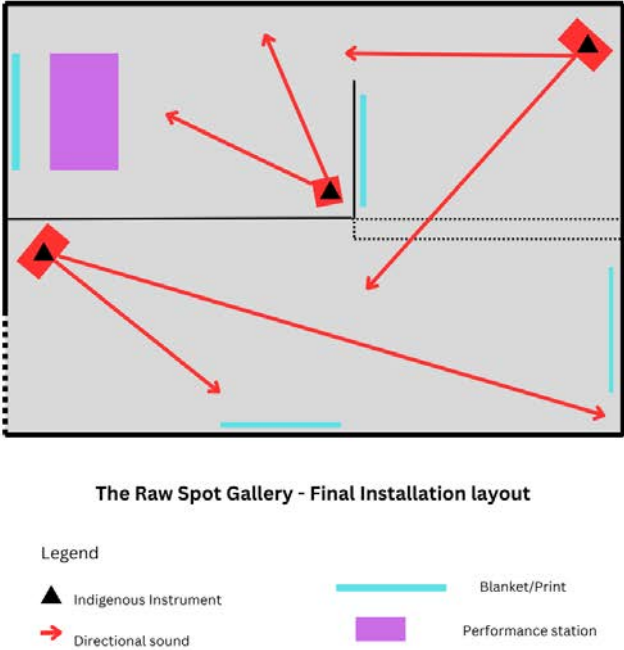 The Raw Spot Gallery - Final Installation layout
Legend
Indigenous Instrument
Directional sound
Blanket/Print
Performance station